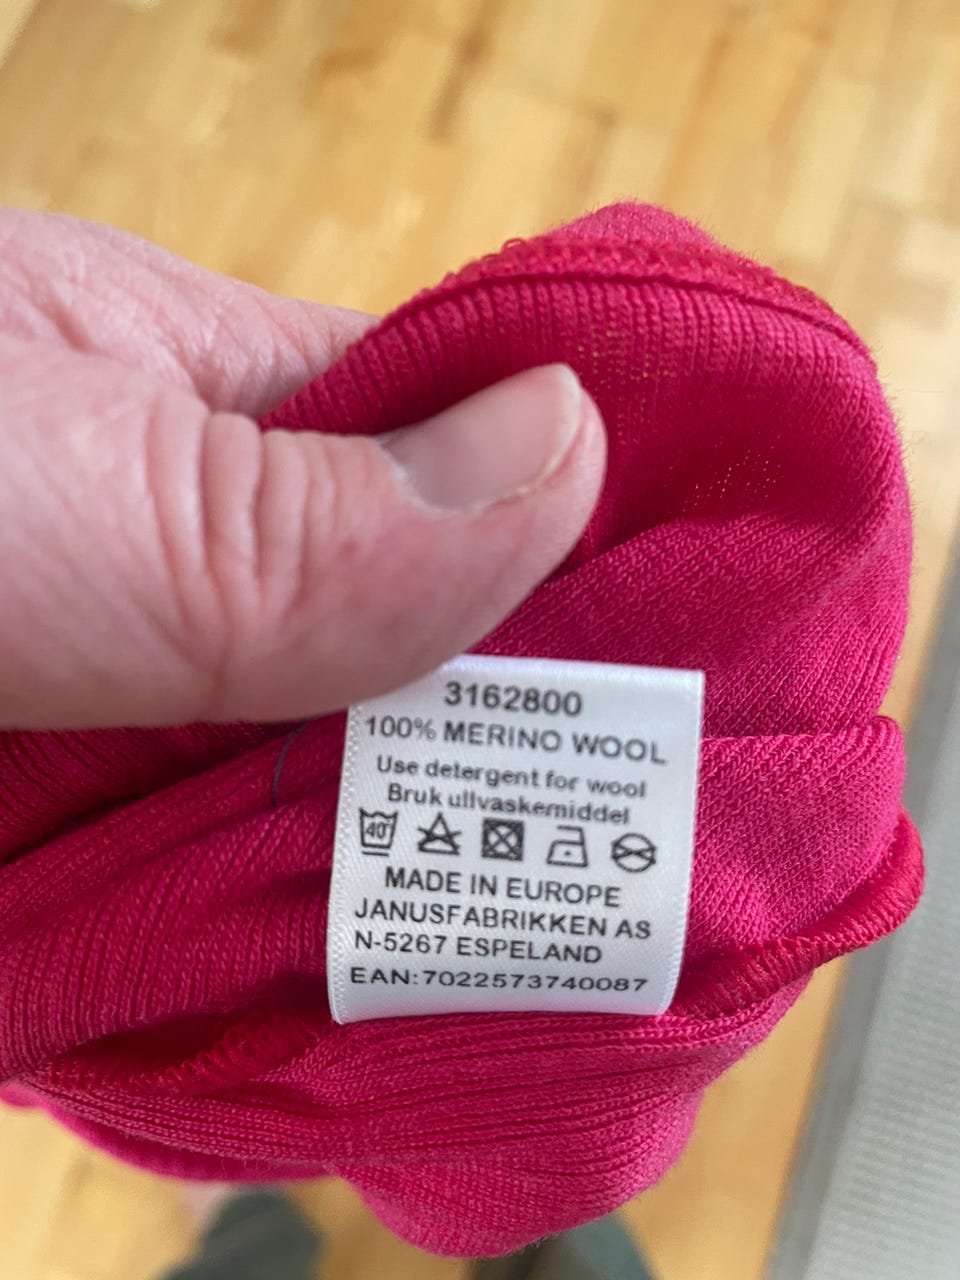 3162800
100% MERINO WOOL
Use detergent for wool
Bruk ullvaskemiddel
40
MADE IN EUROPE
JANUSFABRIKKEN AS
N-5267 ESPELAND
EAN:7022573740087